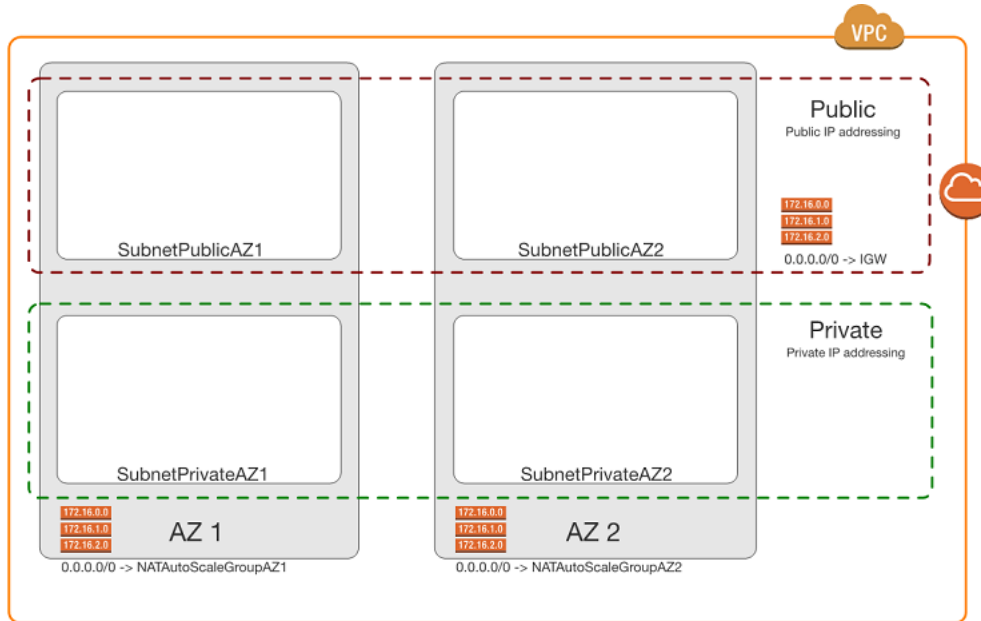 VPC
Public
Public IP addressing
172.16.0.0
172.16.1.0
172.16.2.0
0.0.0.0/0 -> IGW
SubnetPublicAZ1
SubnetPublicAZ2
Private
Private IP addressing
SubnetPrivateAZ1
SubnetPrivateAZ2
172.16.0.0
172.16.1.0
172.16.2.0
AZ 1
0.0.0.0/0 -> NATAutoScaleGroupAZ1
172.16.0.0
172.16.1.0
172.16.2.0
AZ 2
0.0.0.0/0 -> NATAutoScaleGroupAZ2